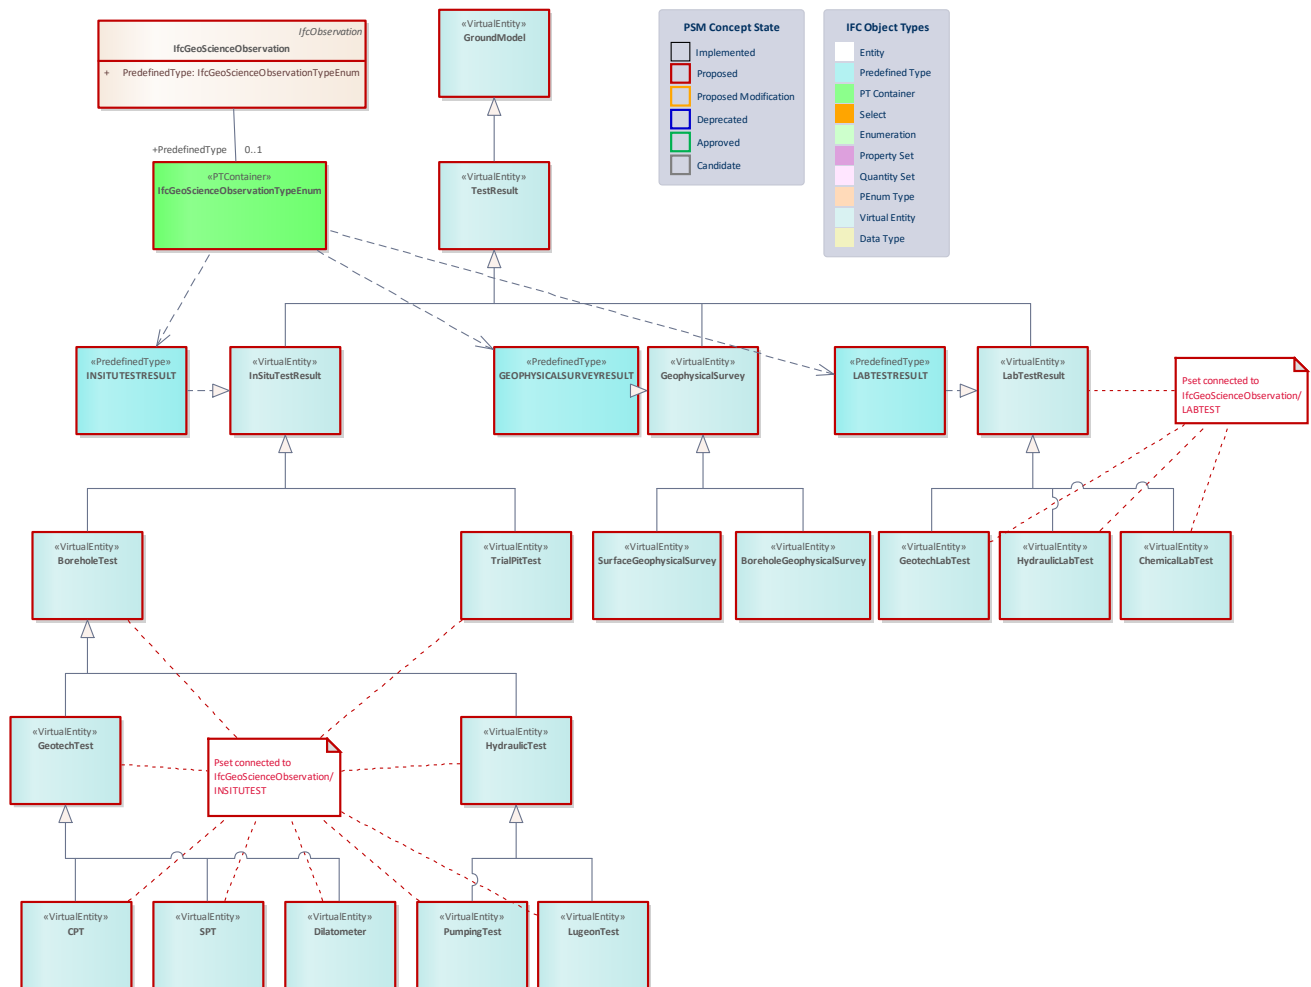 IfcObservation
IfcGeoScienceObservation
+ PredefinedType: IfcGeoScienceObservationTypeEnum
«VirtualEntity»
GroundModel
PSM Concept State
Implemented
Proposed
Proposed Modification
Deprecated
Approved
Candidate
IFC Object Types
Entity
Predefined Type
PT Container
Select
Enumeration
Property Set
Quantity Set
PEnum Type
Virtual Entity
Data Type
+PredefinedType 0..1
«PTContainer»
IfcGeoScienceObservationTypeEnum
«VirtualEntity»
TestResult
«PredefinedType»
INSITUTESTRESULT
«VirtualEntity»
InSituTestResult
«PredefinedType»
GEOPHYSICALSURVEYRESULT
«VirtualEntity»
GeophysicalSurvey
«PredefinedType»
LABTESTRESULT
«VirtualEntity»
LabTestResult
Pset connected to
IfcGeoScienceObservation/
LABTEST
«VirtualEntity»
BoreholeTest
«VirtualEntity»
TrialPitTest
«VirtualEntity»
SurfaceGeophysicalSurvey
«VirtualEntity»
BoreholeGeophysicalSurvey
«VirtualEntity»
GeotechLabTest
«VirtualEntity»
HydraulicLabTest
«VirtualEntity»
ChemicalLabTest
«VirtualEntity»
GeotechTest
Pset connected to
IfcGeoScienceObservation/
INSITUTEST
«VirtualEntity»
HydraulicTest
«VirtualEntity»
CPT
«VirtualEntity»
SPT
«VirtualEntity»
Dilatometer
«VirtualEntity»
PumpingTest
«VirtualEntity»
LugeonTest